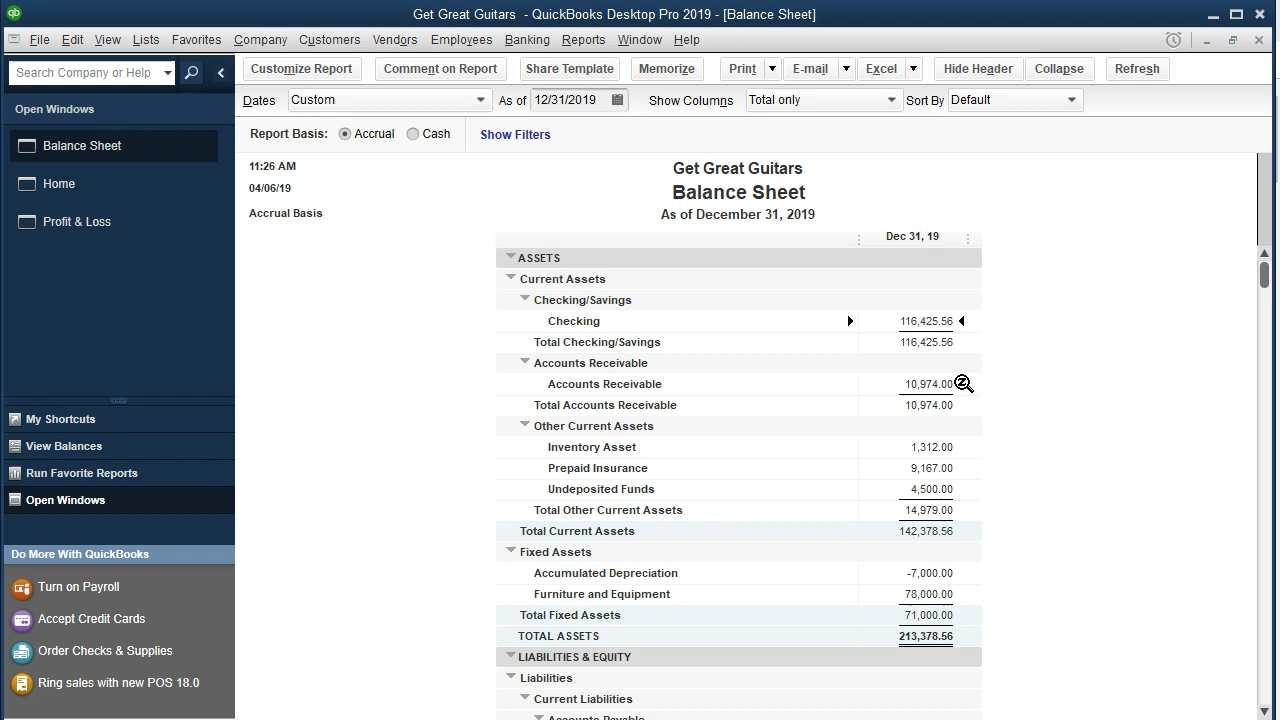 Get Great Guitars - QuickBooks Desktop Pro 2019 - [Balance Sheet]
File Edit View Lists Favorites Company Customers Vendors Employees Banking Reports Window Help
Search Company or Help
Customize Report Comment on Report Share Template Memorize Print E-mail Excel Hide Header Collapse Refresh
Open Windows
Dates Custom As of 12/31/2019 Show Columns Total only Sort By Default
Report Basis: Accrual Cash Show Filters
Balance Sheet
Home
Profit & Loss
11:26 AM
04/06/19
Accrual Basis
Get Great Guitars
Balance Sheet
As of December 31, 2019
Dec 31, 19
ASSETS
Current Assets
Checking/Savings
Checking 116,425.56
Total Checking/Savings 116,425.56
Accounts Receivable
Accounts Receivable 10,974.00
Total Accounts Receivable 10,974.00
Other Current Assets
Inventory Asset 1,312.00
Prepaid Insurance 9,167.00
Undeposited Funds 4,500.00
Total Other Current Assets 14,979.00
Total Current Assets 142,378.56
Fixed Assets
Accumulated Depreciation -7,000.00
Furniture and Equipment 78,000.00
Total Fixed Assets 71,000.00
TOTAL ASSETS 213,378.56
LIABILITIES & EQUITY
Liabilities
Current Liabilities
Accounts Payable
My Shortcuts
View Balances
Run Favorite Reports
Open Windows
Do More With QuickBooks
Turn on Payroll
Accept Credit Cards
Order Checks & Supplies
Ring sales with new POS 18.0